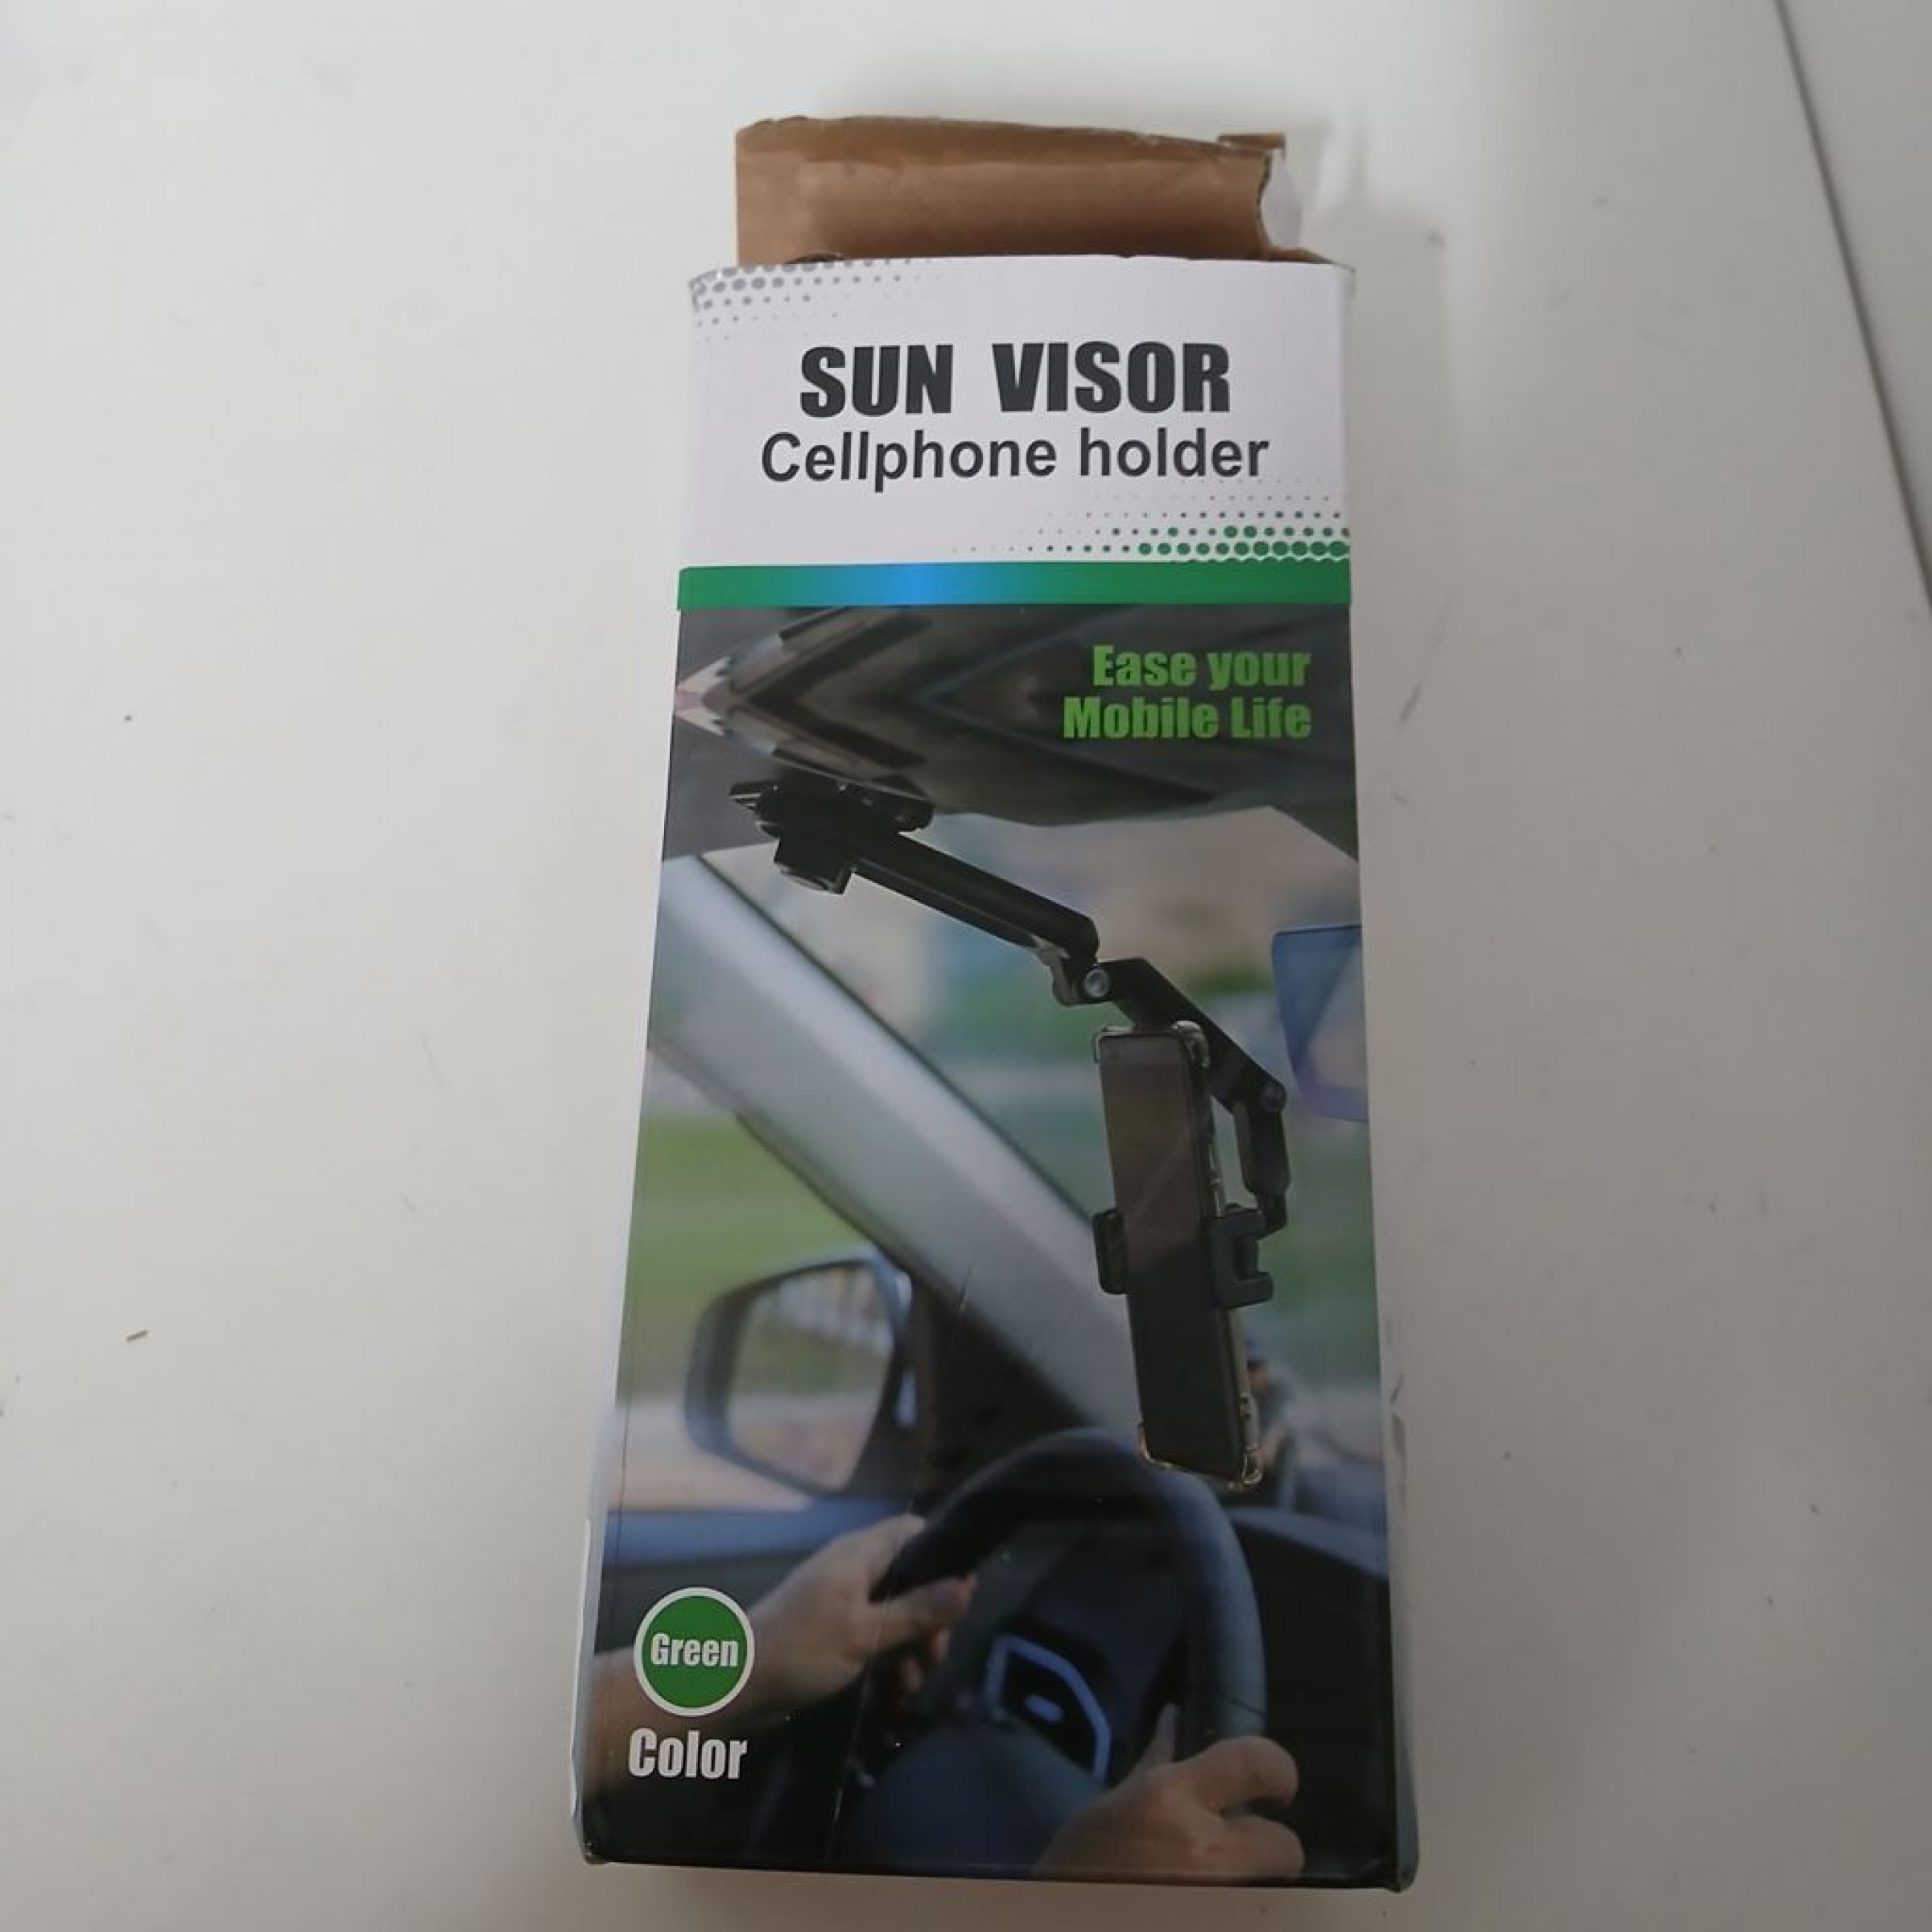 SUN VISOR
Cellphone holder
Ease your
Mobile Life
Green
Color